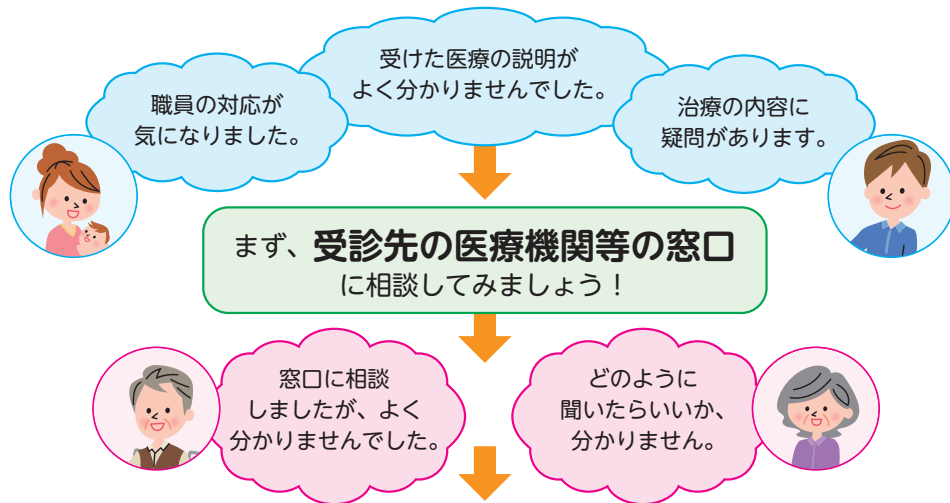 受けた医療の説明が
よく分かりませんでした。
職員の対応が
気になりました。
治療の内容に
疑問があります。
まず、受診先の医療機関等の窓口
に相談してみましょう！
窓口に相談
しましたが、よく
分かりませんでした。
どのように
聞いたらいいか、
分かりません。